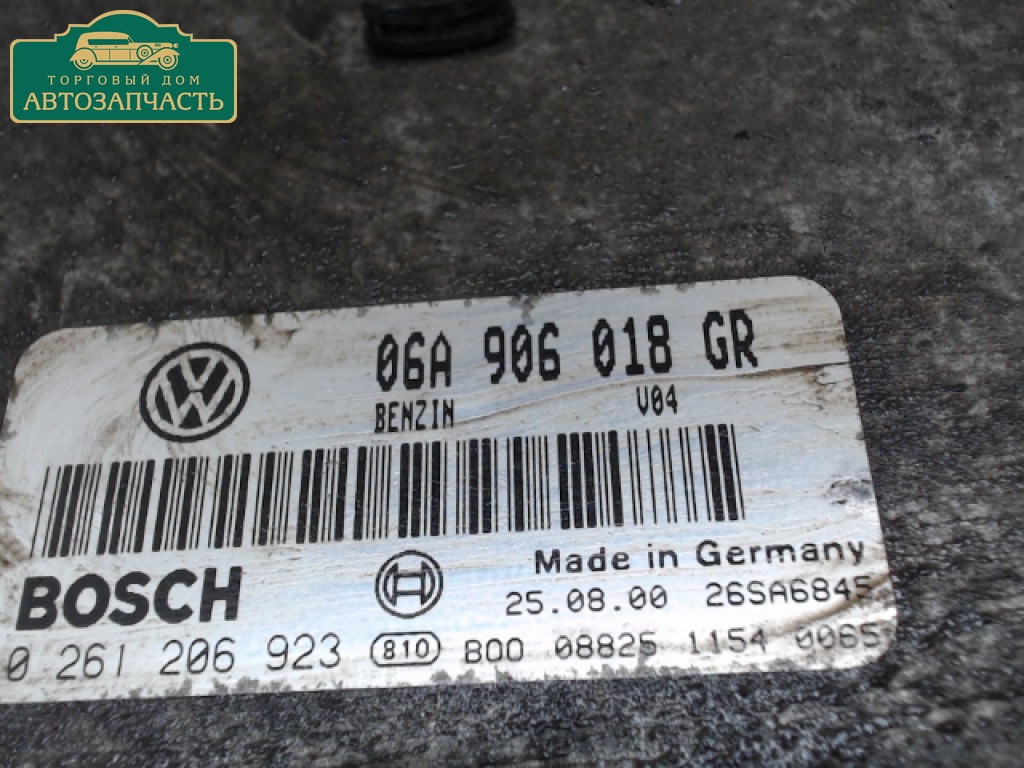 ТОРГОВЫЙ ДОМ
АВТОЗАПЧАСТЬ
06A 906 018 GR
BENZIN V04
Made in Germany
BOSCH 25.08.00 26SA6845
0 261 206 923 810 B00 08825 1154 0065